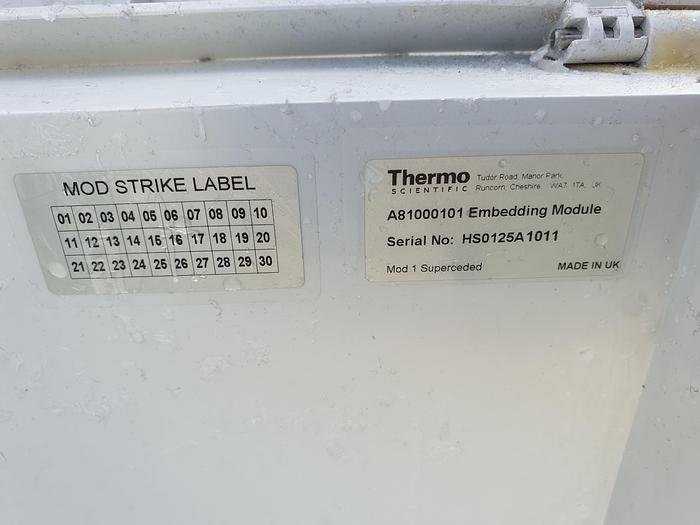 MOD STRIKE LABEL
01 02 03 04 05 06 07 08 09 10
11 12 13 14 15 16 17 18 19 20
21 22 23 24 25 26 27 28 29 30
Thermo
SCIENTIFIC
Tudor Road, Manor Park,
Runcorn, Cheshire, WA7 1TA, UK
A81000101 Embedding Module
Serial No: HS0125A1011
Mod 1 Superceded MADE IN UK